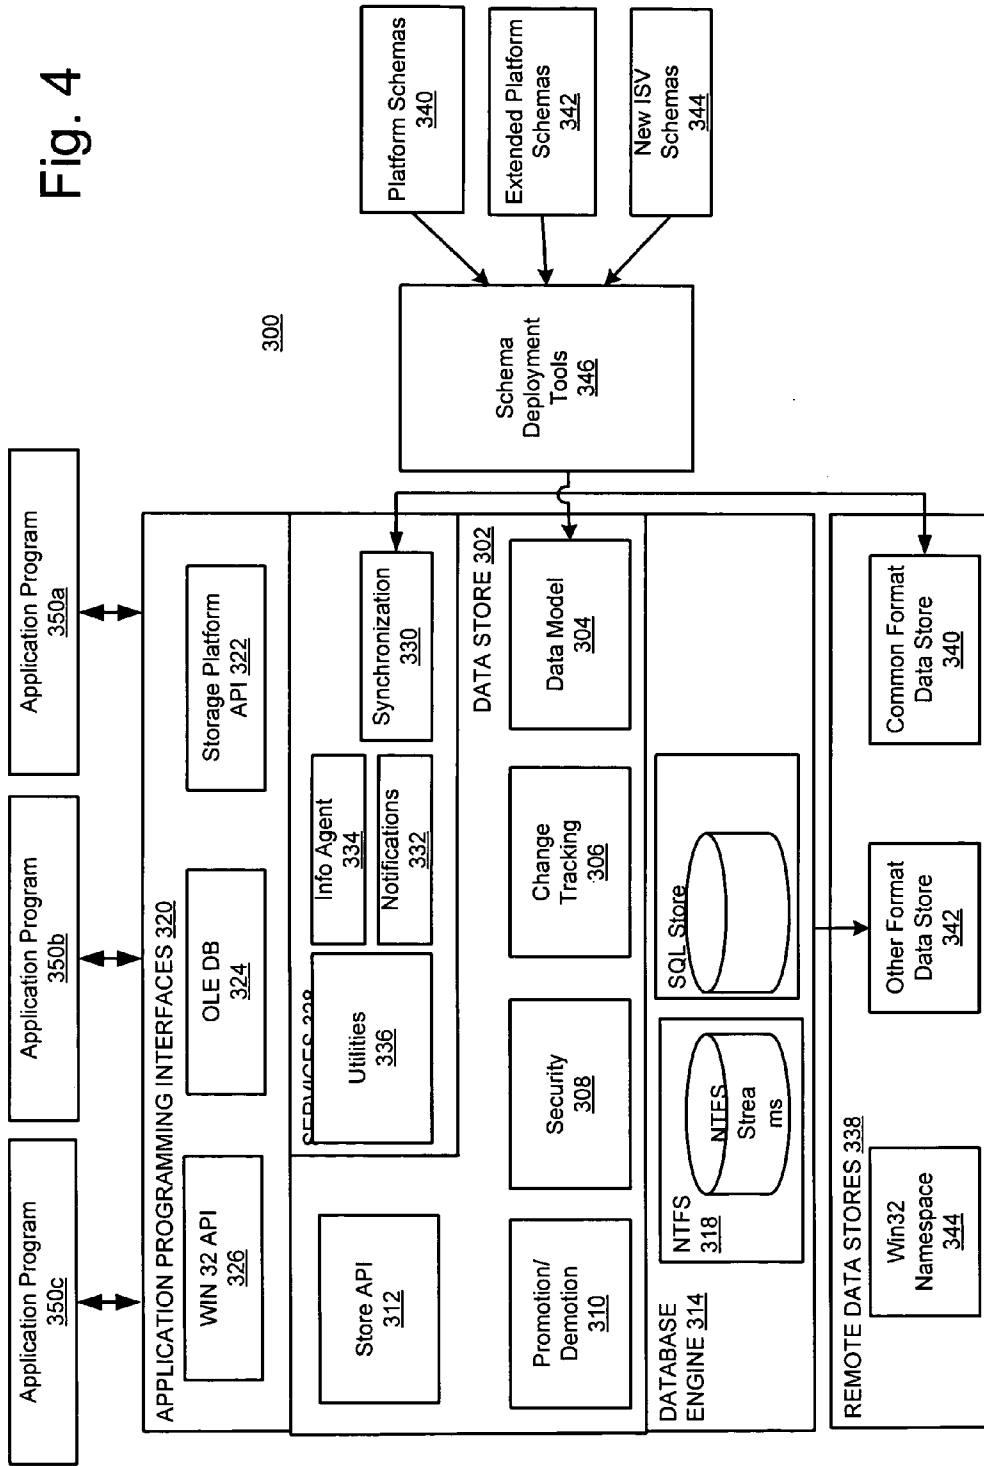 Fig. 4
Application Program
350c
Application Program
350b
Application Program
350a
300
APPLICATION PROGRAMMING INTERFACES 320
WIN 32 API
326
OLE DB
324
Storage Platform
API 322
SERVICES 328
Store API
312
Utilities
336
Info Agent
334
Notifications
332
Synchronization
330
DATA STORE 302
Promotion/
Demotion
310
Security
308
Change
Tracking
306
Data Model
304
DATABASE
ENGINE 314
NTFS
318
NTFS
Strea
ms
SQL Store
REMOTE DATA STORES 338
Win32
Namespace
344
Other Format
Data Store
342
Common Format
Data Store
340
Schema
Deployment
Tools
346
Platform Schemas
340
Extended Platform
Schemas
342
New ISV
Schemas
344